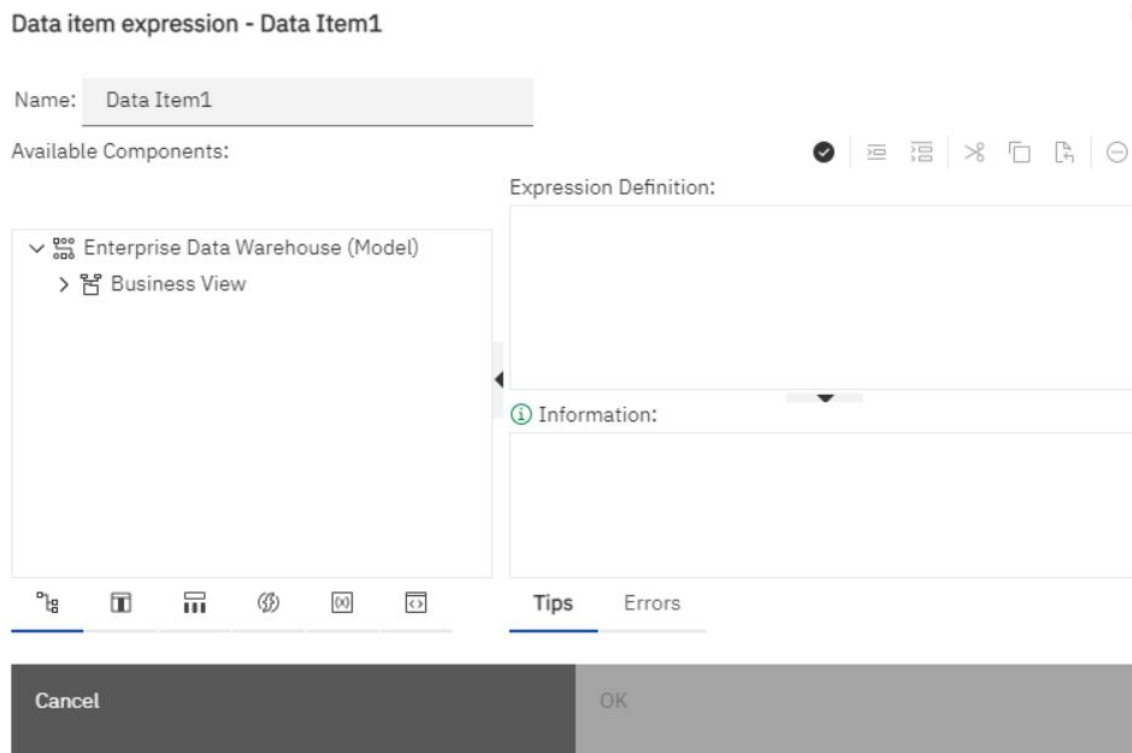 Data item expression - Data Item1
Name: Data Item1
Available Components:
Expression Definition:
Enterprise Data Warehouse (Model)
Business View
Information:
Tips Errors
Cancel OK